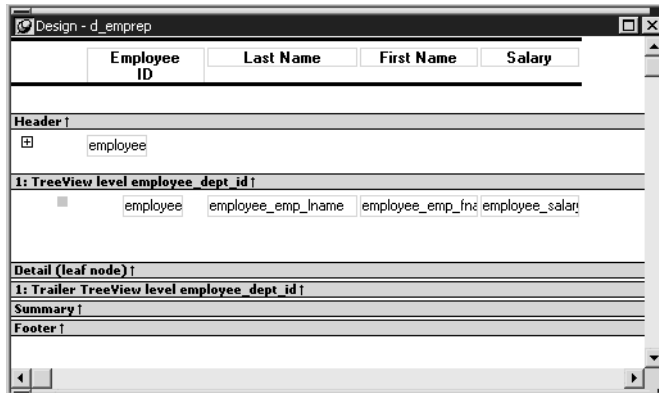 Design - d_emprep
Employee ID Last Name First Name Salary
Header ↑
employee
1: TreeView level employee_dept_id ↑
employee employee_emp_lname employee_emp_fna employee_salary
Detail (leaf node) ↑
1: Trailer TreeView level employee_dept_id ↑
Summary ↑
Footer ↑